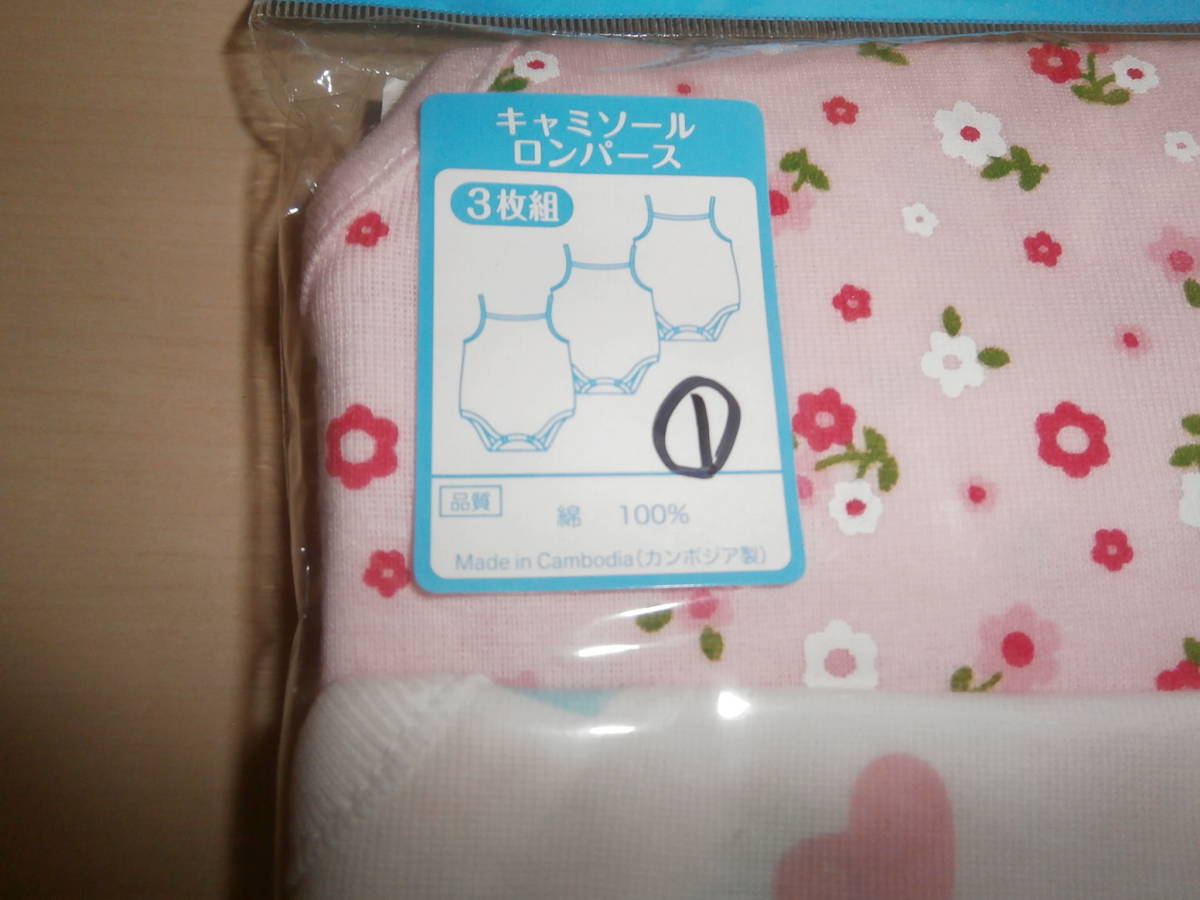 キャミソール
ロンパース
3枚組
1
品質
綿 100%
Made in Cambodia(カンボジア製)